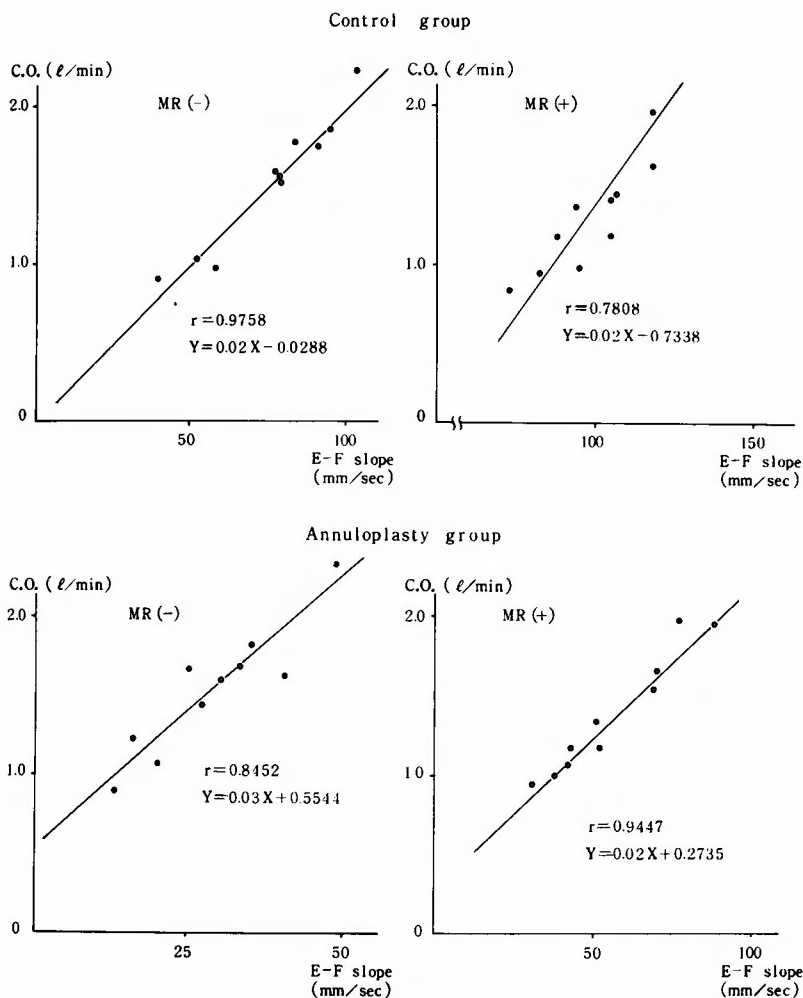 Control group
C.O. (ℓ/min)
2.0
1.0
0
MR(-)
r=0.9758
Y=0.02X-0.0288
50
100
E-F slope
(mm/sec)
C.O. (ℓ/min)
2.0
1.0
0
MR(+)
r=0.7808
Y=0.02X-0.7338
100
150
E-F slope
(mm/sec)
Annuloplasty group
C.O. (ℓ/min)
2.0
1.0
0
MR(-)
r=0.8452
Y=0.03X+0.5544
25
50
E-F slope
(mm/sec)
C.O. (ℓ/min)
2.0
1 0
0
MR(+)
r=0.9447
Y=0.02X+0.2735
50
100
E-F slope
(mm/sec)